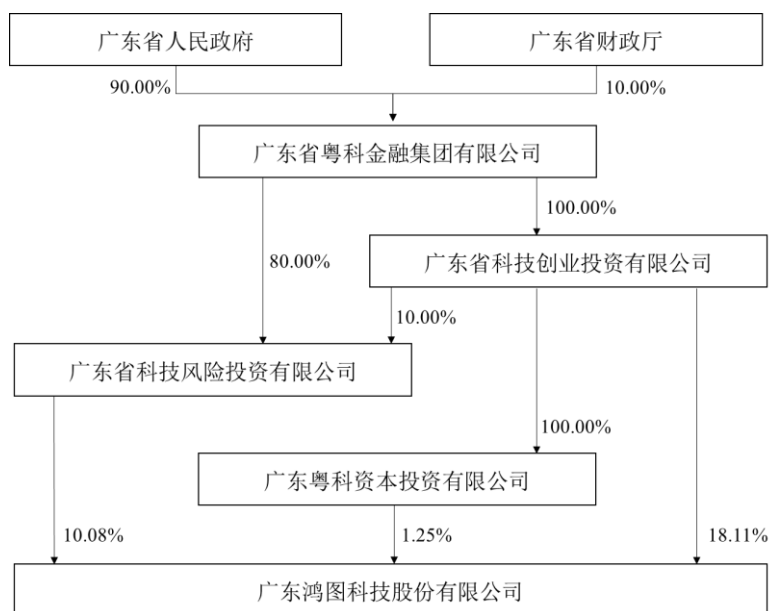 广东省人民政府
广东省财政厅
90.00%
10.00%
广东省粤科金融集团有限公司
100.00%
广东省科技创业投资有限公司
80.00%
10.00%
广东省科技风险投资有限公司
100.00%
广东粤科资本投资有限公司
10.08%
1.25%
18.11%
广东鸿图科技股份有限公司